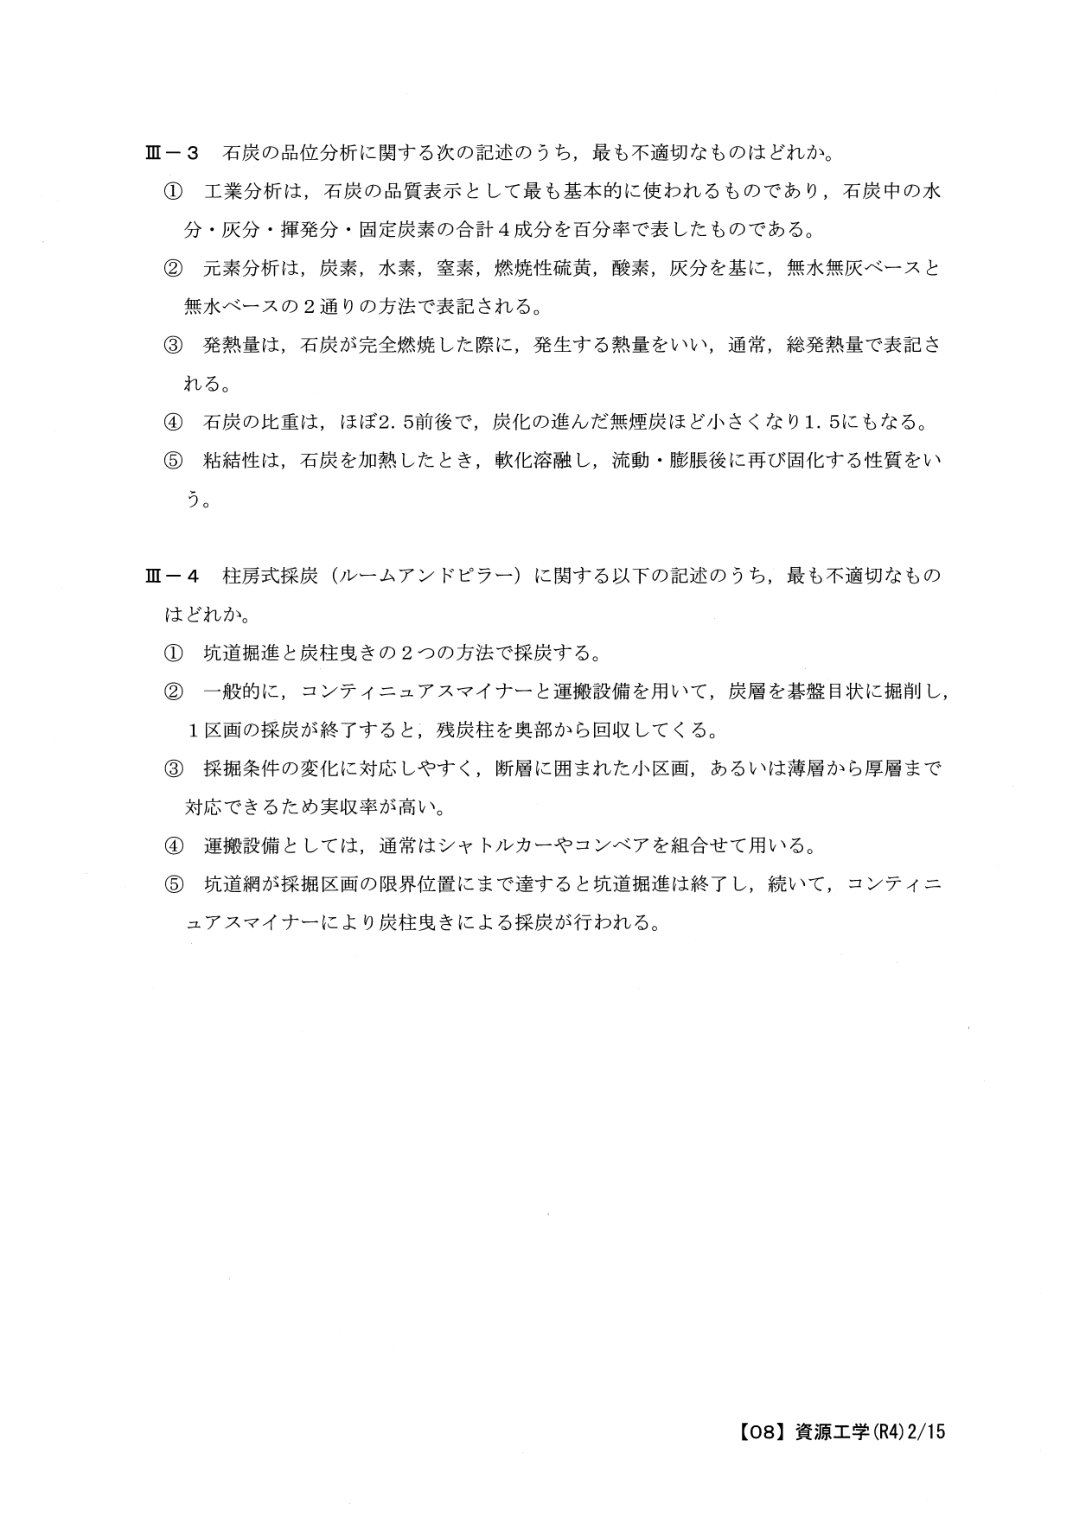 Ⅲ－3　石炭の品位分析に関する次の記述のうち，最も不適切なものはどれか。
①　工業分析は，石炭の品質表示として最も基本的に使われるものであり，石炭中の水
分・灰分・揮発分・固定炭素の合計４成分を百分率で表したものである。
②　元素分析は，炭素，水素，窒素，燃焼性硫黄，酸素，灰分を基に，無水無灰ベースと
無水ベースの２通りの方法で表記される。
③　発熱量は，石炭が完全燃焼した際に，発生する熱量をいい，通常，総発熱量で表記さ
れる。
④　石炭の比重は，ほぼ2.5前後で，炭化の進んだ無煙炭ほど小さくなり1.5にもなる。
⑤　粘結性は，石炭を加熱したとき，軟化溶融し，流動・膨脹後に再び固化する性質をい
う。
Ⅲ－4　柱房式採炭（ルームアンドピラー）に関する以下の記述のうち，最も不適切なもの
はどれか。
①　坑道掘進と炭柱曳きの２つの方法で採炭する。
②　一般的に，コンティニュアスマイナーと運搬設備を用いて，炭層を碁盤目状に掘削し，
１区画の採炭が終了すると，残炭柱を奥部から回収してくる。
③　採掘条件の変化に対応しやすく，断層に囲まれた小区画，あるいは薄層から厚層まで
対応できるため実収率が高い。
④　運搬設備としては，通常はシャトルカーやコンベアを組合せて用いる。
⑤　坑道網が採掘区画の限界位置にまで達すると坑道掘進は終了し，続いて，コンティニ
ュアスマイナーにより炭柱曳きによる採炭が行われる。
【08】資源工学(R4)2/15